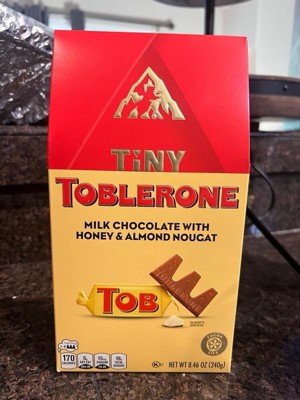 TiNY
TOBLERONE
MILK CHOCOLATE WITH
HONEY & ALMOND NOUGAT
TOB
170
NET WT 8.46 OZ (240g)